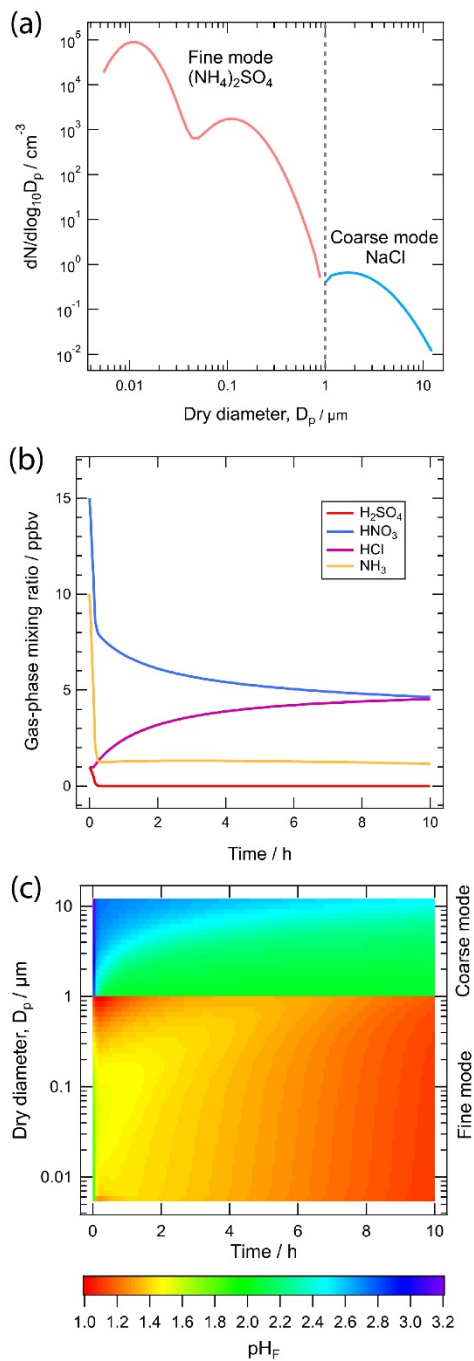 (a)
10^5
10^4
10^3
10^2
10^1
10^0
10^-1
10^-2
dN/dlog₁₀Dₚ / cm⁻³
Fine mode
(NH₄)₂SO₄
Coarse mode
NaCl
0.01
0.1
1
10
Dry diameter, Dₚ / µm
(b)
15
10
5
0
Gas-phase mixing ratio / ppbv
H₂SO₄
HNO₃
HCl
NH₃
0
2
4
6
8
10
Time / h
(c)
10
1
0.1
0.01
Dry diameter, Dₚ / µm
Coarse mode
Fine mode
0
2
4
6
8
10
Time / h
1.0 1.2 1.4 1.6 1.8 2.0 2.2 2.4 2.6 2.8 3.0 3.2
pH_F